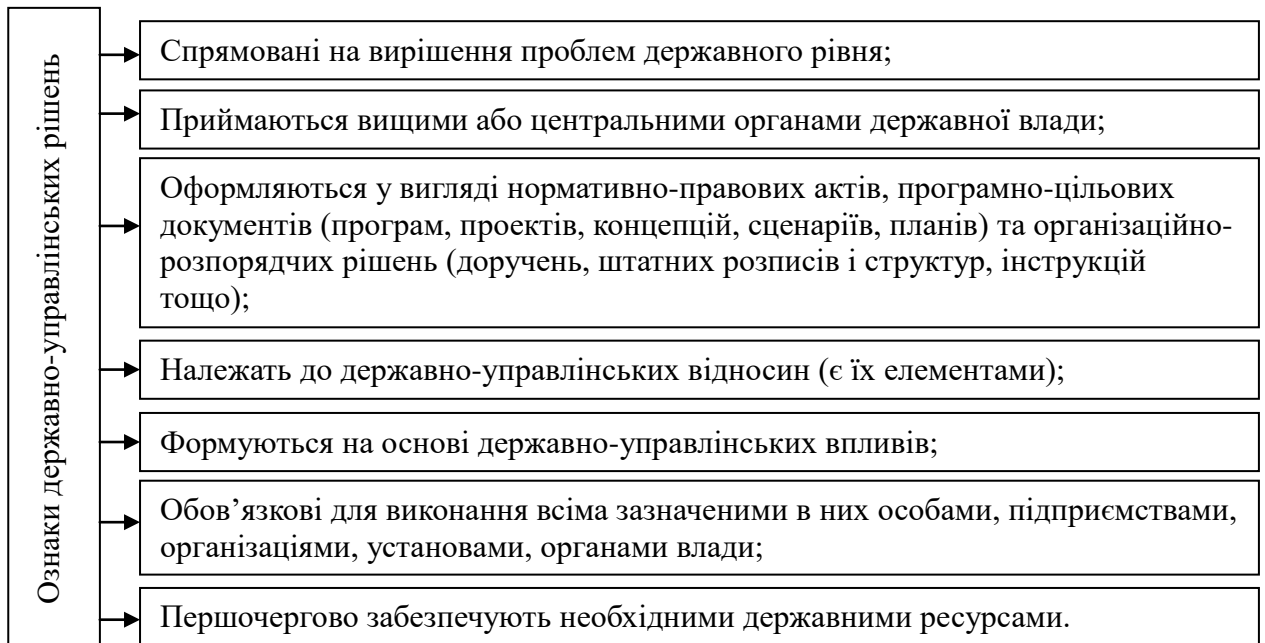 Ознаки державно-управлінських рішень
Спрямовані на вирішення проблем державного рівня;
Приймаються вищими або центральними органами державної влади;
Оформляються у вигляді нормативно-правових актів, програмно-цільових
документів (програм, проектів, концепцій, сценаріїв, планів) та організаційно-
розпорядчих рішень (доручень, штатних розписів і структур, інструкцій
тощо);
Належать до державно-управлінських відносин (є їх елементами);
Формуються на основі державно-управлінських впливів;
Обов’язкові для виконання всіма зазначеними в них особами, підприємствами,
організаціями, установами, органами влади;
Першочергово забезпечують необхідними державними ресурсами.